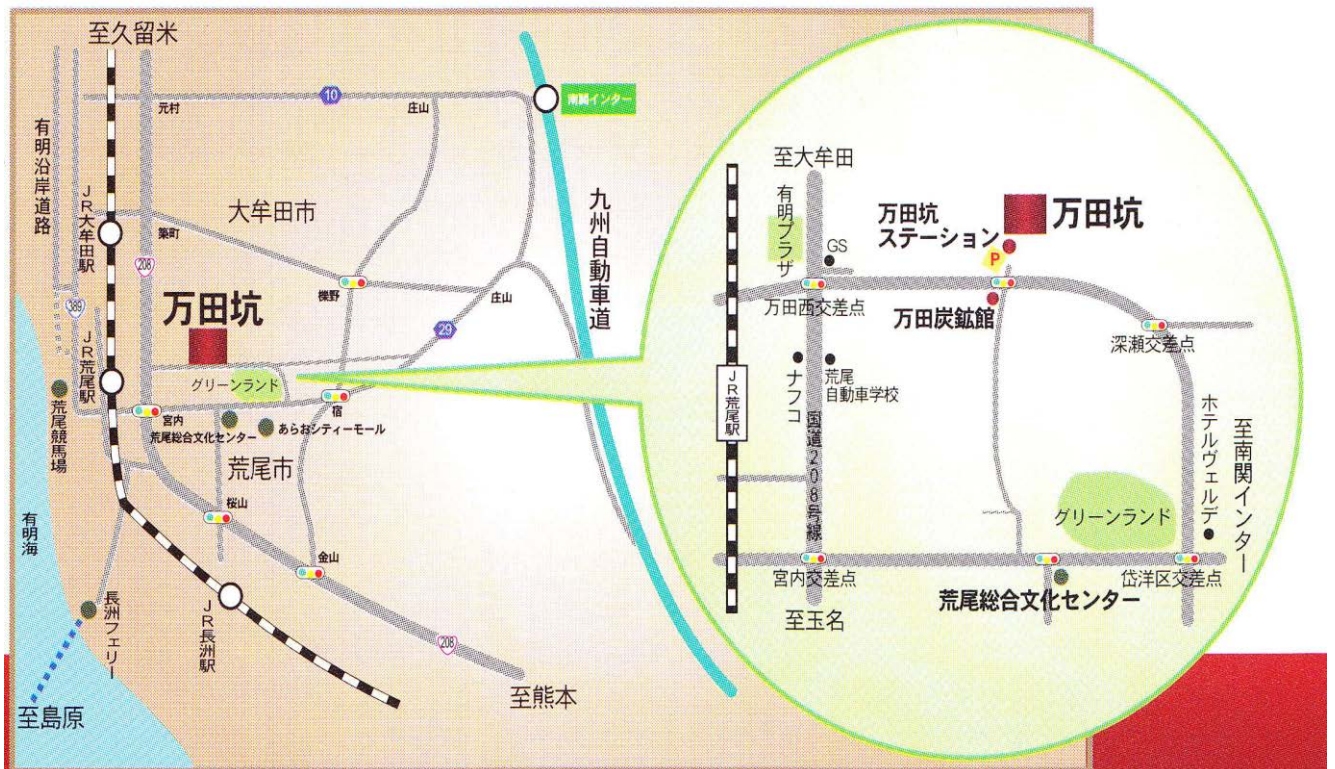 至久留米
元村
10
庄山
南関インター
有明沿岸道路
JR大牟田駅
大牟田市
築町
208
九州自動車道
櫟野
庄山
389
万田坑
29
JR荒尾駅
グリーンランド
宿
荒尾競馬場
宮内
荒尾総合文化センター
あらおシティーモール
荒尾市
有明海
桜山
金山
長洲フェリー
JR長洲駅
208
至熊本
至島原
至大牟田
有明プラザ
GS
万田坑
ステーション
万田坑
P
万田西交差点
万田炭鉱館
深瀬交差点
JR荒尾駅
ナフコ
荒尾
自動車学校
国道208号線
ホテルヴェルデ
至南関インター
グリーンランド
宮内交差点
岱洋区交差点
荒尾総合文化センター
至玉名